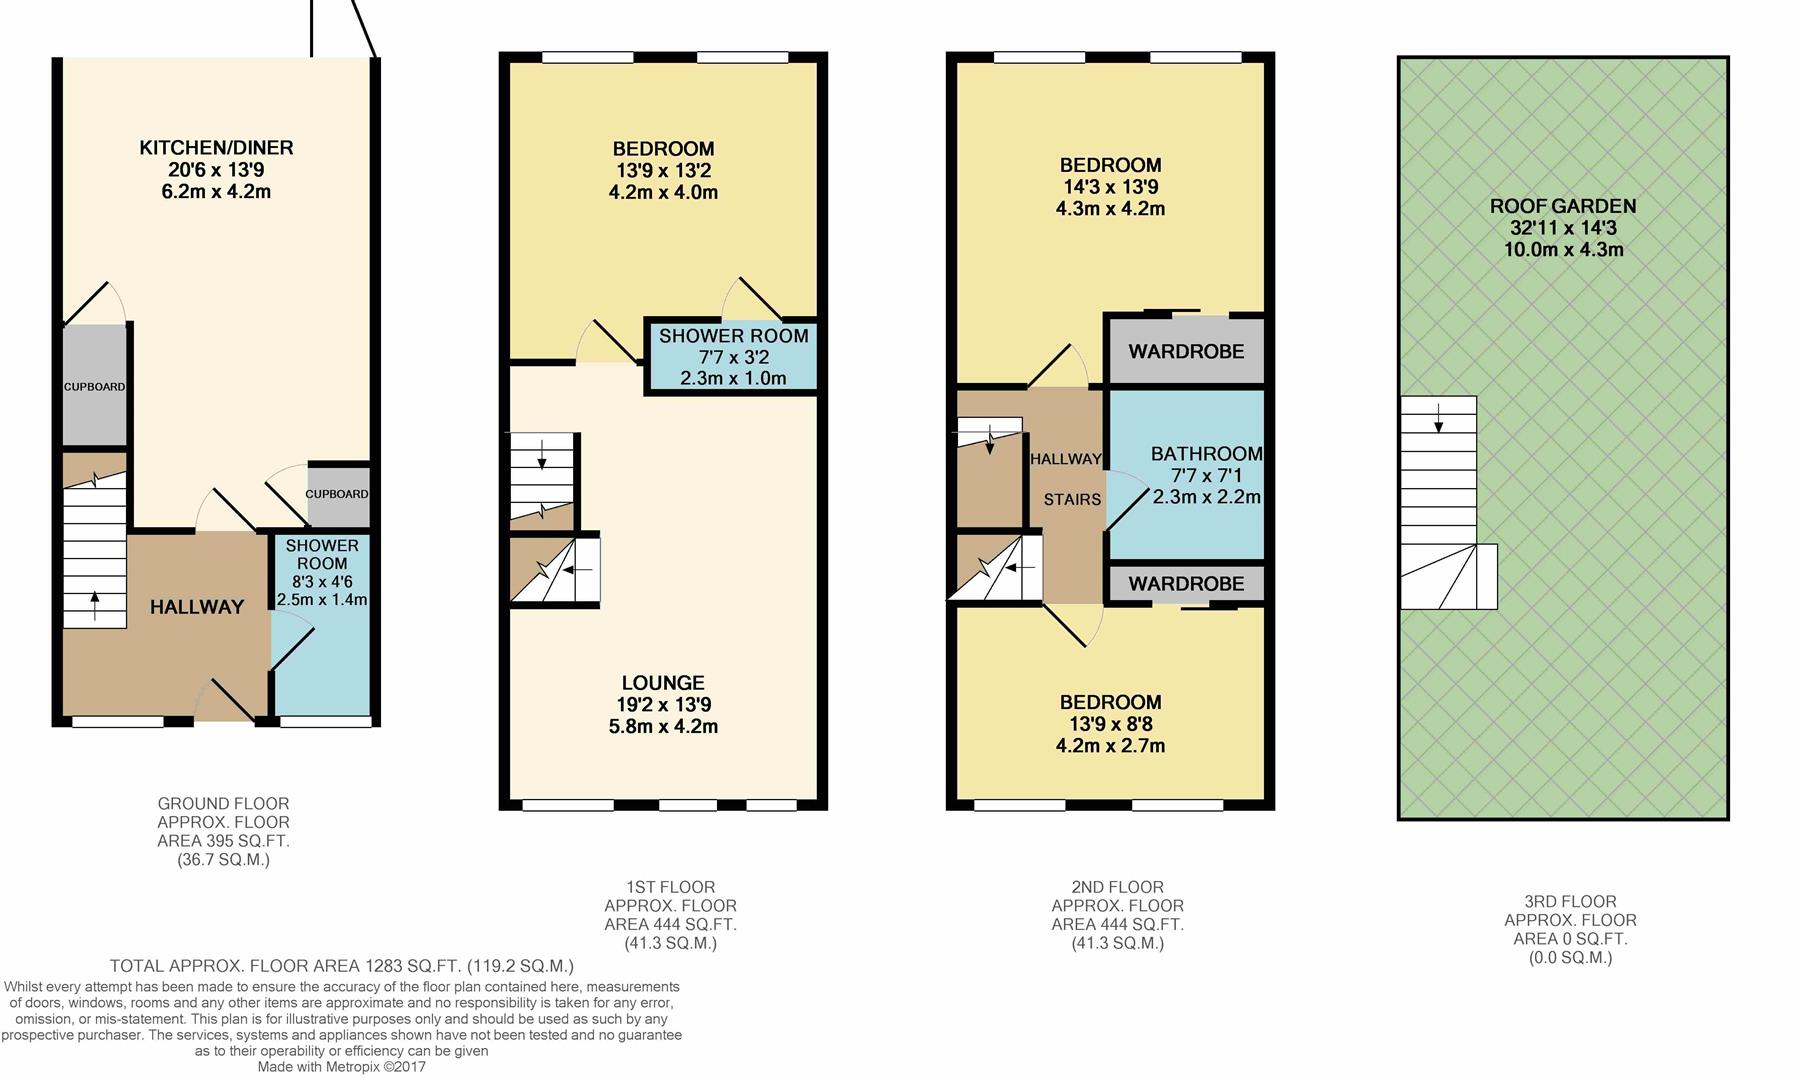 KITCHEN/DINER
20'6 x 13'9
6.2m x 4.2m
CUPBOARD
CUPBOARD
SHOWER
ROOM
8'3 x 4'6
2.5m x 1.4m
HALLWAY
GROUND FLOOR
APPROX. FLOOR
AREA 395 SQ.FT.
(36.7 SQ.M.)
BEDROOM
13'9 x 13'2
4.2m x 4.0m
SHOWER ROOM
7'7 x 3'2
2.3m x 1.0m
LOUNGE
19'2 x 13'9
5.8m x 4.2m
1ST FLOOR
APPROX. FLOOR
AREA 444 SQ.FT.
(41.3 SQ.M.)
BEDROOM
14'3 x 13'9
4.3m x 4.2m
WARDROBE
HALLWAY
STAIRS
BATHROOM
7'7 x 7'1
2.3m x 2.2m
WARDROBE
BEDROOM
13'9 x 8'8
4.2m x 2.7m
2ND FLOOR
APPROX. FLOOR
AREA 444 SQ.FT.
(41.3 SQ.M.)
ROOF GARDEN
32'11 x 14'3
10.0m x 4.3m
3RD FLOOR
APPROX. FLOOR
AREA 0 SQ.FT.
(0.0 SQ.M.)
TOTAL APPROX. FLOOR AREA 1283 SQ.FT. (119.2 SQ.M.)
Whilst every attempt has been made to ensure the accuracy of the floor plan contained here, measurements
of doors, windows, rooms and any other items are approximate and no responsibility is taken for any error,
omission, or mis-statement. This plan is for illustrative purposes only and should be used as such by any
prospective purchaser. The services, systems and appliances shown have not been tested and no guarantee
as to their operability or efficiency can be given
Made with Metropix ©2017